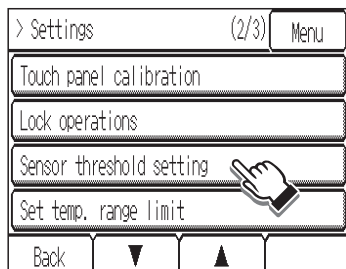 > Settings (2/3) Menu
Touch panel calibration
Lock operations
Sensor threshold setting
Set temp. range limit
Back ▼ ▲